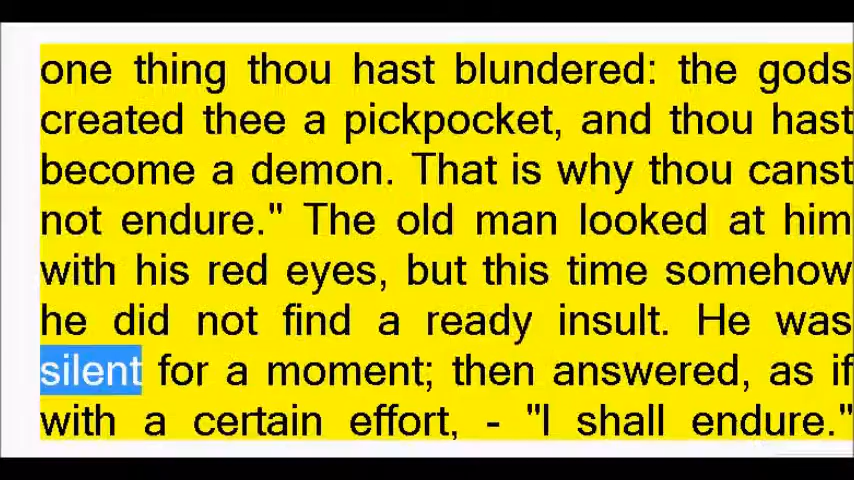 one thing thou hast blundered: the gods
created thee a pickpocket, and thou hast
become a demon. That is why thou canst
not endure." The old man looked at him
with his red eyes, but this time somehow
he did not find a ready insult. He was
silent for a moment; then answered, as if
with a certain effort, - "I shall endure."